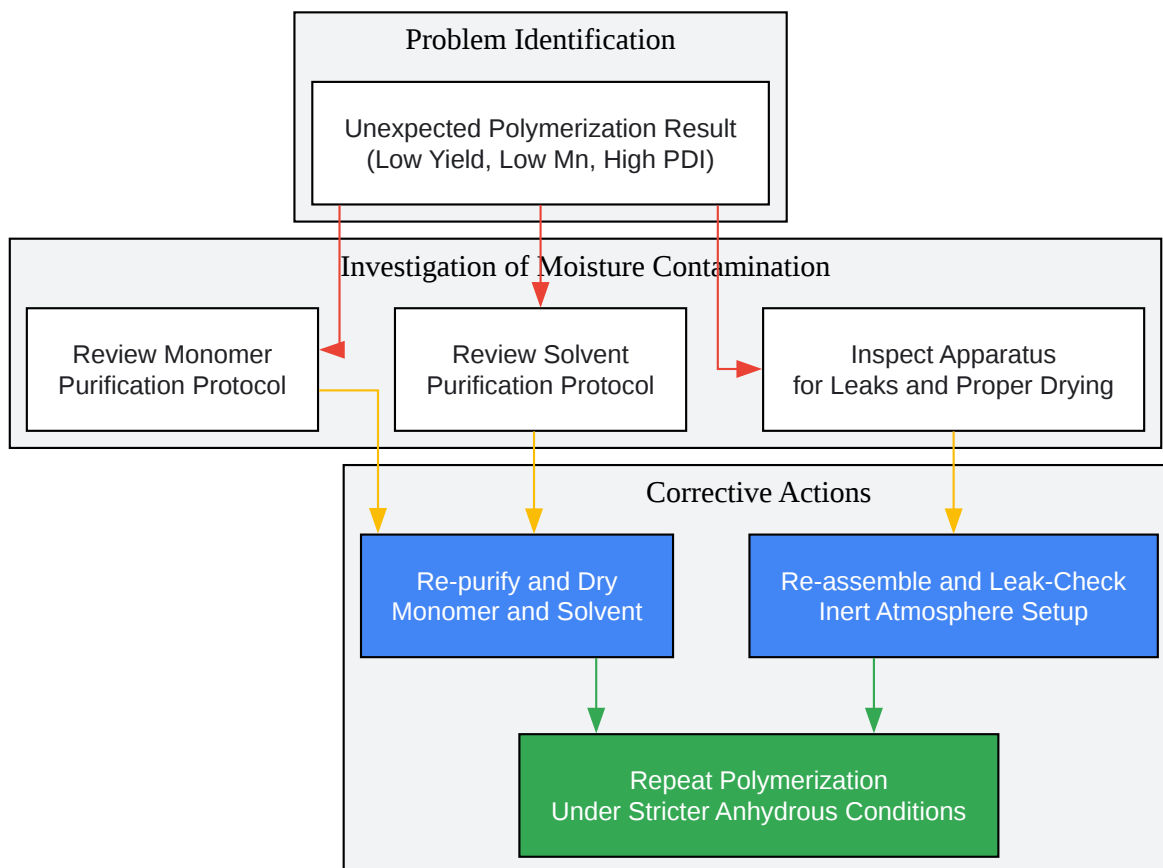 Problem Identification
Unexpected Polymerization Result
(Low Yield, Low Mn, High PDI)
Investigation of Moisture Contamination
Review Monomer
Purification Protocol
Review Solvent
Purification Protocol
Inspect Apparatus
for Leaks and Proper Drying
Corrective Actions
Re-purify and Dry
Monomer and Solvent
Re-assemble and Leak-Check
Inert Atmosphere Setup
Repeat Polymerization
Under Stricter Anhydrous Conditions